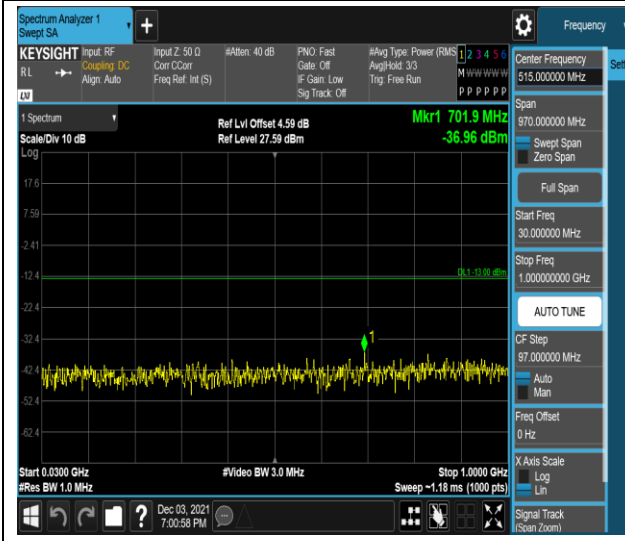 Spectrum Analyzer 1
Swept SA
+
Frequency
KEYSIGHT
RL
LXI
Input: RF
Coupling: DC
Align: Auto
Input Z: 50 Ω
Corr CCorr
Freq Ref: Int (S)
#Atten: 40 dB
PNO: Fast
Gate: Off
IF Gain: Low
Sig Track: Off
#Avg Type: Power (RMS
Avg|Hold: 3/3
Trig: Free Run
1 2 3 4 5 6
M W W W W W
P P P P P P
1 Spectrum
Scale/Div 10 dB
Log
Ref Lvl Offset 4.59 dB
Ref Level 27.59 dBm
Mkr1 701.9 MHz
-36.96 dBm
17.6
7.59
-2.41
-12.4
-22.4
-32.4
-42.4
-52.4
-62.4
DL1 -13.00 dBm
1
Start 0.0300 GHz
#Res BW 1.0 MHz
#Video BW 3.0 MHz
Stop 1.0000 GHz
Sweep ~1.18 ms (1000 pts)
?
Dec 03, 2021
7:00:58 PM
Center Frequency
515.000000 MHz
Span
970.000000 MHz
Swept Span
Zero Span
Full Span
Start Freq
30.000000 MHz
Stop Freq
1.000000000 GHz
AUTO TUNE
CF Step
97.000000 MHz
Auto
Man
Freq Offset
0 Hz
X Axis Scale
Log
Lin
Signal Track
(Span Zoom)